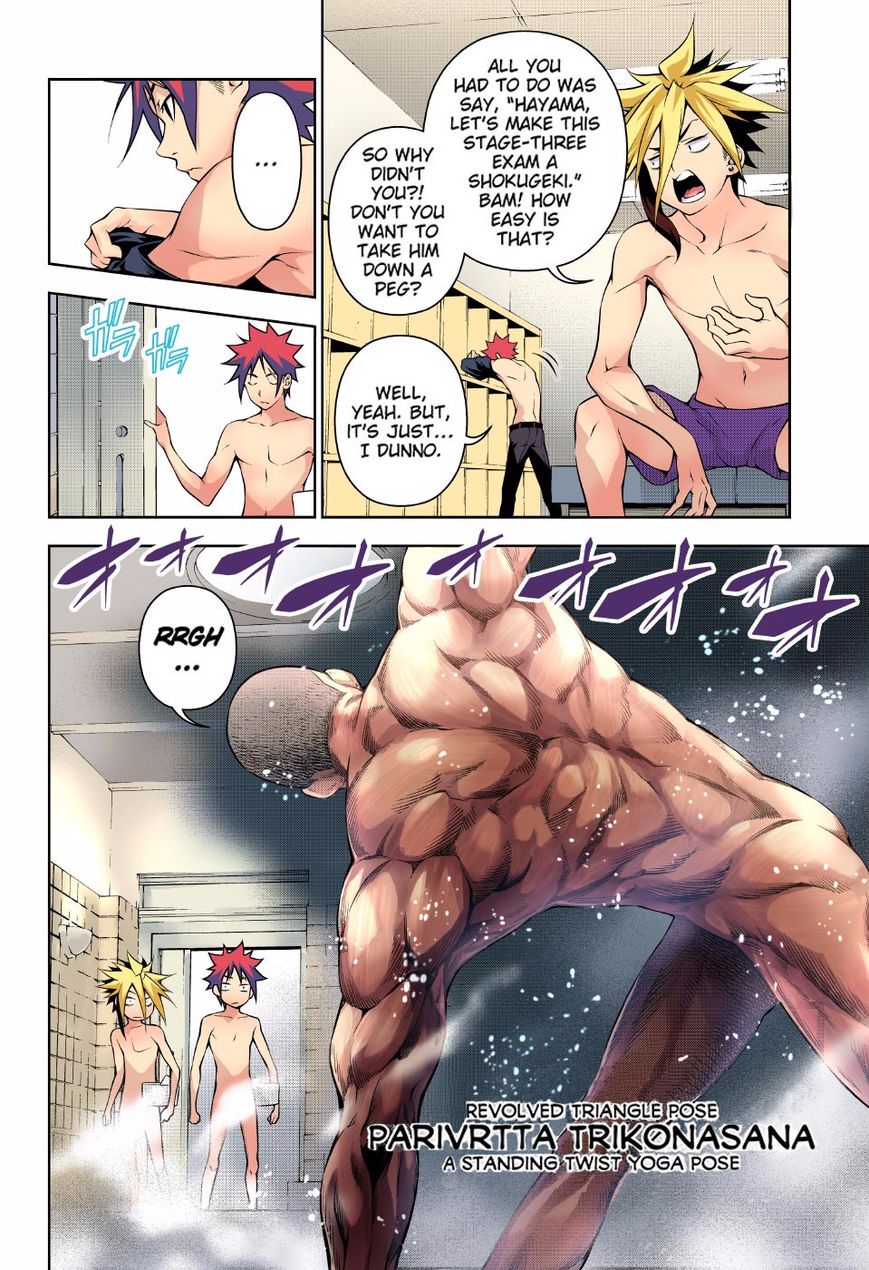 ALL YOU
HAD TO DO WAS
SAY, "HAYAMA,
LET'S MAKE THIS
STAGE-THREE
EXAM A
SHOKUGEKI."
BAM! HOW
EASY IS
THAT?
SO WHY
DIDN'T
YOU?!
DON'T YOU
WANT TO
TAKE HIM
DOWN A
PEG?
WELL,
YEAH. BUT,
IT'S JUST...
I DUNNO.
...
ガラ
ガラ
オオオオオオオオ
RRGH
...
REVOLVED TRIANGLE POSE
PARIVRTTA TRIKONASANA
A STANDING TWIST YOGA POSE